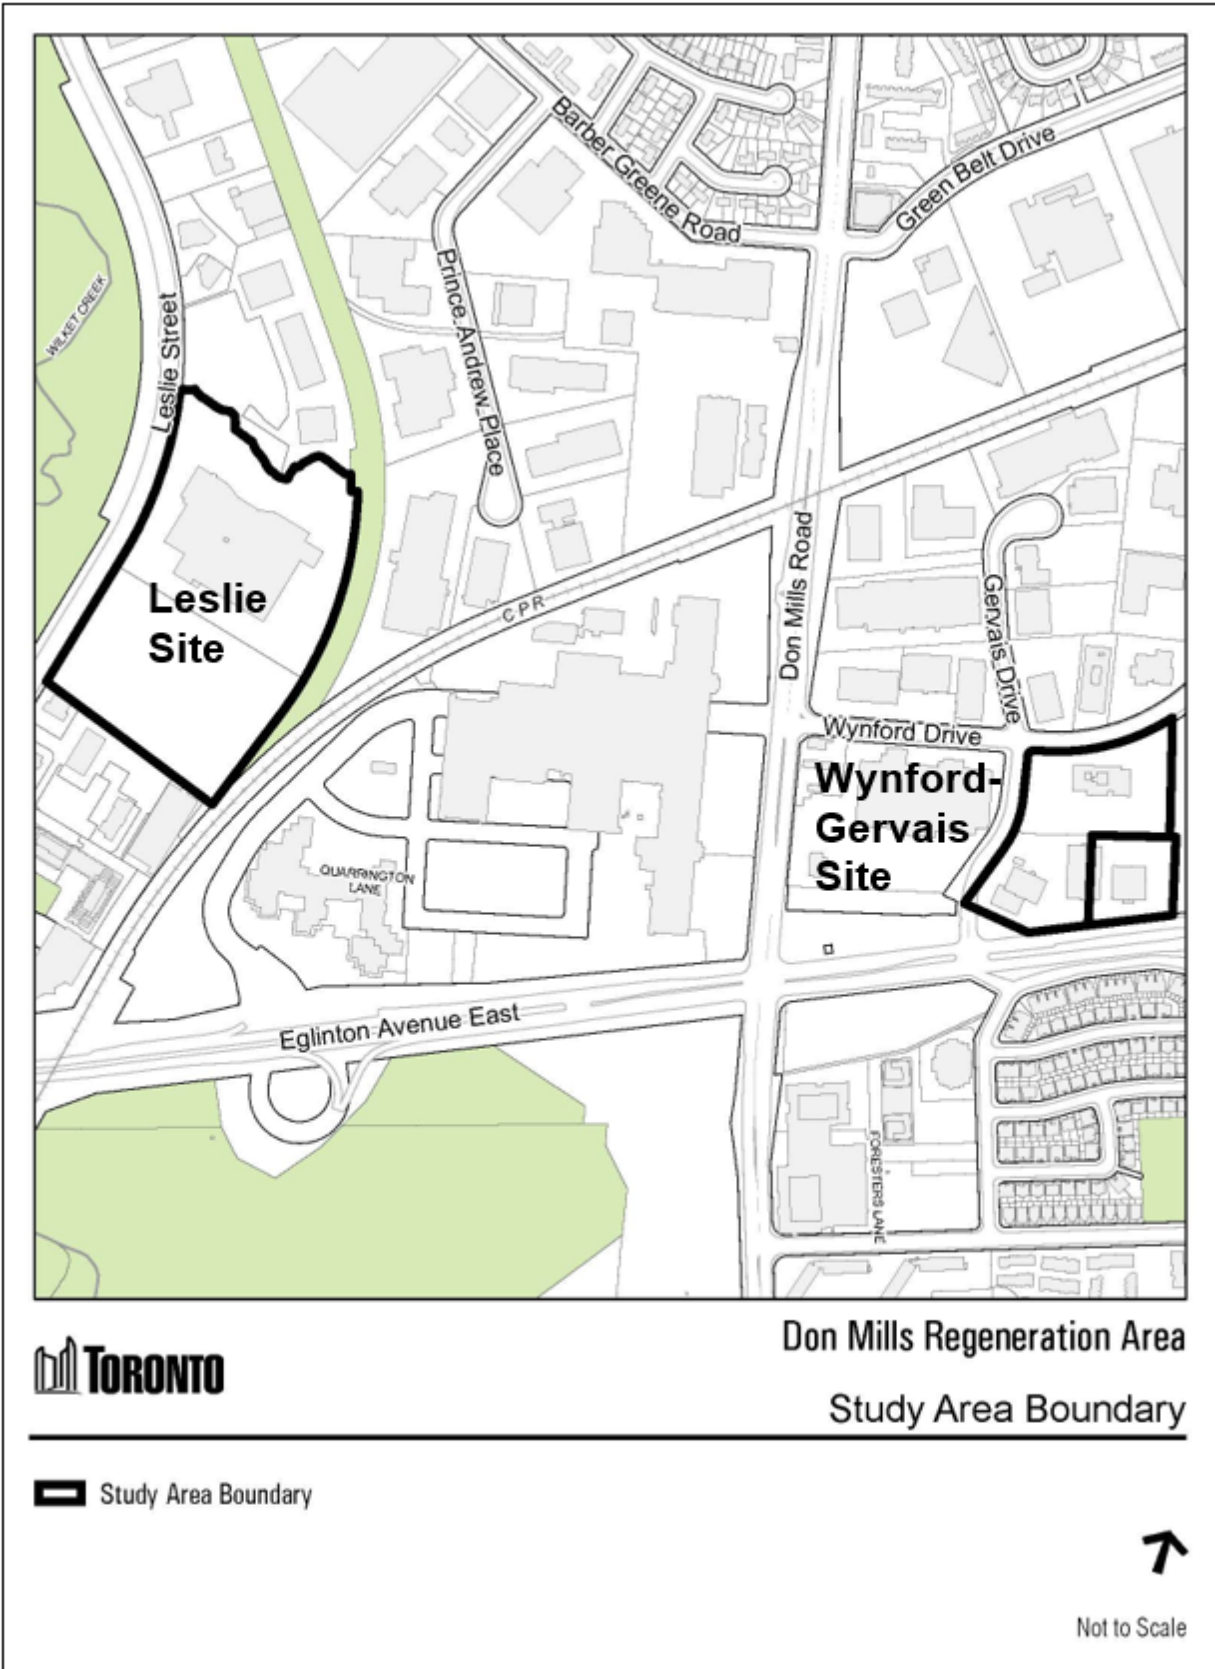 Barber Greene Road
Green Belt Drive
Prince Andrew Place
WILKET CREEK
Leslie Street
CPR
Don Mills Road
Gervais Drive
Leslie
Site
Wynford Drive
Wynford-
Gervais
Site
QUARRINGTON
LANE
Eglinton Avenue East
FORESTERS LANE
Don Mills Regeneration Area
TORONTO
Study Area Boundary
Study Area Boundary
Not to Scale